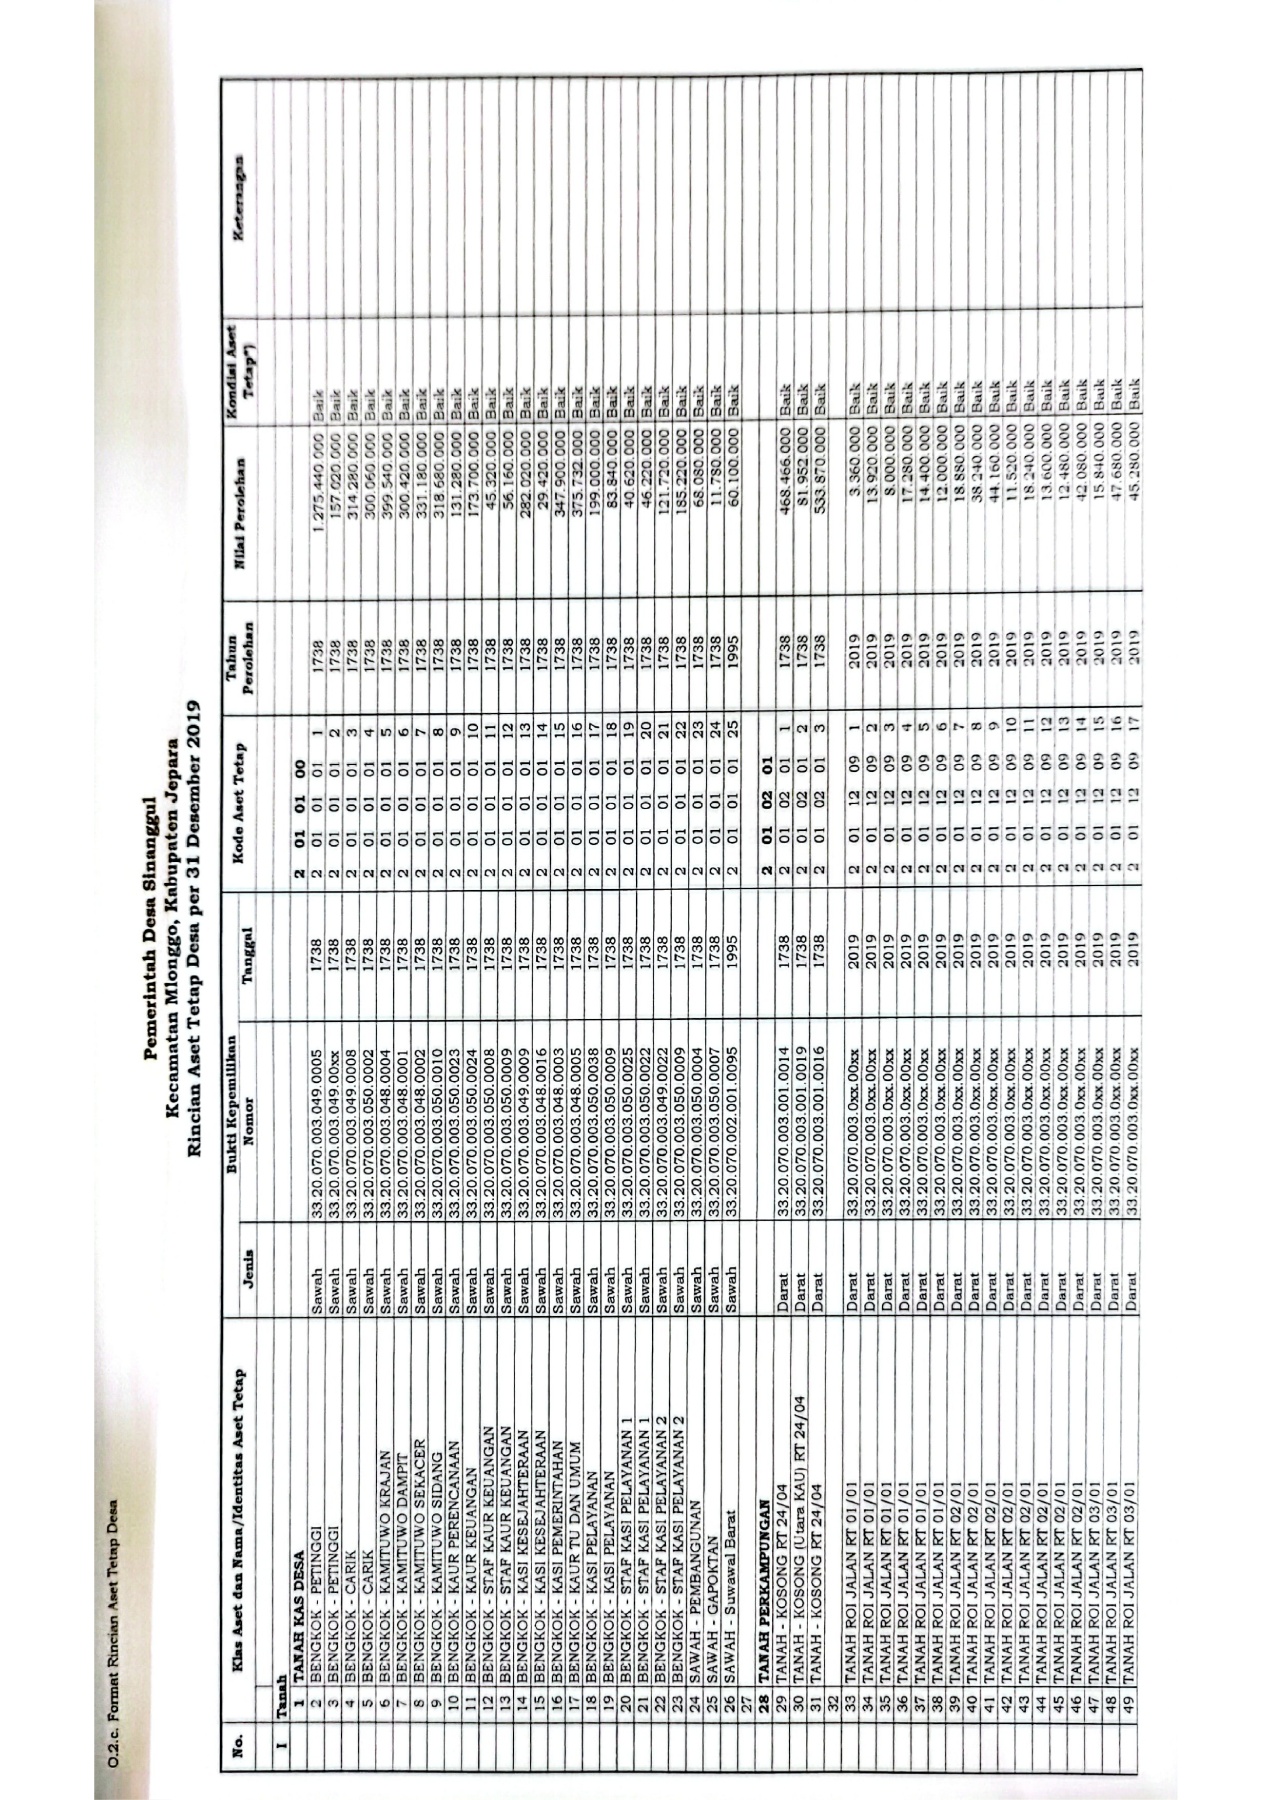 O.2.c. Format Rincian Aset Tetap Desa
Pemerintah Desa Sinanggul
Kecamatan Mlonggo, Kabupaten Jepara
Rincian Aset Tetap Desa per 31 Desember 2019
No. Klas Aset dan Nama/Identitas Aset Tetap Bukti Kepemilikan Kode Aset Tetap Tahun Perolehan Nilai Perolehan Kondisi Aset Tetap*) Keterangan
Jenis Nomor Tanggal
I Tanah
1 TANAH KAS DESA 2 01 01 00
2 BENGKOK - PETINGGI Sawah 33.20.070.003.049.0005 1738 2 01 01 01 1 1738 1.275.440.000 Baik
3 BENGKOK - PETINGGI Sawah 33.20.070.003.049.00xx 1738 2 01 01 01 2 1738 157.020.000 Baik
4 BENGKOK - CARIK Sawah 33.20.070.003.049.0008 1738 2 01 01 01 3 1738 314.280.000 Baik
5 BENGKOK - CARIK Sawah 33.20.070.003.050.0002 1738 2 01 01 01 4 1738 300.060.000 Baik
6 BENGKOK - KAMITUWO KRAJAN Sawah 33.20.070.003.048.0004 1738 2 01 01 01 5 1738 399.540.000 Baik
7 BENGKOK - KAMITUWO DAMPIT Sawah 33.20.070.003.048.0001 1738 2 01 01 01 6 1738 300.420.000 Baik
8 BENGKOK - KAMITUWO SEKACER Sawah 33.20.070.003.048.0002 1738 2 01 01 01 7 1738 331.180.000 Baik
9 BENGKOK - KAMITUWO SIDANG Sawah 33.20.070.003.050.0010 1738 2 01 01 01 8 1738 318.680.000 Baik
10 BENGKOK - KAUR PERENCANAAN Sawah 33.20.070.003.050.0023 1738 2 01 01 01 9 1738 131.280.000 Baik
11 BENGKOK - KAUR KEUANGAN Sawah 33.20.070.003.050.0024 1738 2 01 01 01 10 1738 173.700.000 Baik
12 BENGKOK - STAF KAUR KEUANGAN Sawah 33.20.070.003.050.0008 1738 2 01 01 01 11 1738 45.320.000 Baik
13 BENGKOK - STAF KAUR KEUANGAN Sawah 33.20.070.003.050.0009 1738 2 01 01 01 12 1738 56.160.000 Baik
14 BENGKOK - KASI KESEJAHTERAAN Sawah 33.20.070.003.049.0009 1738 2 01 01 01 13 1738 282.020.000 Baik
15 BENGKOK - KASI KESEJAHTERAAN Sawah 33.20.070.003.048.0016 1738 2 01 01 01 14 1738 29.420.000 Baik
16 BENGKOK - KASI PEMERINTAHAN Sawah 33.20.070.003.048.0003 1738 2 01 01 01 15 1738 347.900.000 Baik
17 BENGKOK - KAUR TU DAN UMUM Sawah 33.20.070.003.048.0005 1738 2 01 01 01 16 1738 375.732.000 Baik
18 BENGKOK - KASI PELAYANAN Sawah 33.20.070.003.050.0038 1738 2 01 01 01 17 1738 199.000.000 Baik
19 BENGKOK - KASI PELAYANAN Sawah 33.20.070.003.050.0009 1738 2 01 01 01 18 1738 83.840.000 Baik
20 BENGKOK - STAF KASI PELAYANAN 1 Sawah 33.20.070.003.050.0025 1738 2 01 01 01 19 1738 40.620.000 Baik
21 BENGKOK - STAF KASI PELAYANAN 1 Sawah 33.20.070.003.050.0022 1738 2 01 01 01 20 1738 46.220.000 Baik
22 BENGKOK - STAF KASI PELAYANAN 2 Sawah 33.20.070.003.049.0022 1738 2 01 01 01 21 1738 121.720.000 Baik
23 BENGKOK - STAF KASI PELAYANAN 2 Sawah 33.20.070.003.050.0009 1738 2 01 01 01 22 1738 185.220.000 Baik
24 SAWAH - PEMBANGUNAN Sawah 33.20.070.003.050.0004 1738 2 01 01 01 23 1738 68.080.000 Baik
25 SAWAH - GAPOKTAN Sawah 33.20.070.003.050.0007 1738 2 01 01 01 24 1738 11.780.000 Baik
26 SAWAH - Suwawal Barat Sawah 33.20.070.002.001.0095 1995 2 01 01 01 25 1995 60.100.000 Baik
27
28 TANAH PERKAMPUNGAN 2 01 02 01
29 TANAH - KOSONG RT 24/04 Darat 33.20.070.003.001.0014 1738 2 01 02 01 1 1738 468.466.000 Baik
30 TANAH - KOSONG (Utara KAU) RT 24/04 Darat 33.20.070.003.001.0019 1738 2 01 02 01 2 1738 81.952.000 Baik
31 TANAH - KOSONG RT 24/04 Darat 33.20.070.003.001.0016 1738 2 01 02 01 3 1738 533.870.000 Baik
32
33 TANAH ROI JALAN RT 01/01 Darat 33.20.070.003.0xx.00xx 2019 2 01 12 09 1 2019 3.360.000 Baik
34 TANAH ROI JALAN RT 01/01 Darat 33.20.070.003.0xx.00xx 2019 2 01 12 09 2 2019 13.920.000 Baik
35 TANAH ROI JALAN RT 01/01 Darat 33.20.070.003.0xx.00xx 2019 2 01 12 09 3 2019 8.000.000 Baik
36 TANAH ROI JALAN RT 01/01 Darat 33.20.070.003.0xx.00xx 2019 2 01 12 09 4 2019 17.280.000 Baik
37 TANAH ROI JALAN RT 01/01 Darat 33.20.070.003.0xx.00xx 2019 2 01 12 09 5 2019 14.400.000 Baik
38 TANAH ROI JALAN RT 01/01 Darat 33.20.070.003.0xx.00xx 2019 2 01 12 09 6 2019 12.000.000 Baik
39 TANAH ROI JALAN RT 02/01 Darat 33.20.070.003.0xx.00xx 2019 2 01 12 09 7 2019 18.880.000 Baik
40 TANAH ROI JALAN RT 02/01 Darat 33.20.070.003.0xx.00xx 2019 2 01 12 09 8 2019 38.240.000 Baik
41 TANAH ROI JALAN RT 02/01 Darat 33.20.070.003.0xx.00xx 2019 2 01 12 09 9 2019 44.160.000 Baik
42 TANAH ROI JALAN RT 02/01 Darat 33.20.070.003.0xx.00xx 2019 2 01 12 09 10 2019 11.520.000 Baik
43 TANAH ROI JALAN RT 02/01 Darat 33.20.070.003.0xx.00xx 2019 2 01 12 09 11 2019 18.240.000 Baik
44 TANAH ROI JALAN RT 02/01 Darat 33.20.070.003.0xx.00xx 2019 2 01 12 09 12 2019 13.600.000 Baik
45 TANAH ROI JALAN RT 02/01 Darat 33.20.070.003.0xx.00xx 2019 2 01 12 09 13 2019 12.480.000 Baik
46 TANAH ROI JALAN RT 02/01 Darat 33.20.070.003.0xx.00xx 2019 2 01 12 09 14 2019 42.080.000 Baik
47 TANAH ROI JALAN RT 03/01 Darat 33.20.070.003.0xx.00xx 2019 2 01 12 09 15 2019 15.840.000 Baik
48 TANAH ROI JALAN RT 03/01 Darat 33.20.070.003.0xx.00xx 2019 2 01 12 09 16 2019 47.680.000 Baik
49 TANAH ROI JALAN RT 03/01 Darat 33.20.070.003.0xx.00xx 2019 2 01 12 09 17 2019 45.280.000 Baik